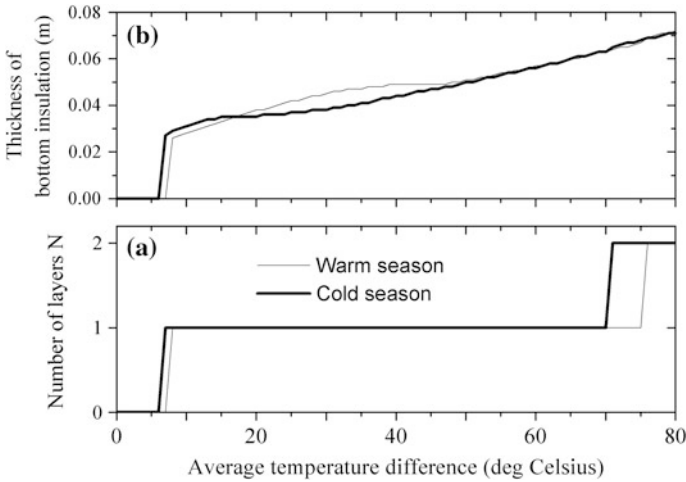 (b)
Thickness of
bottom insulation (m)
0.08
0.06
0.04
0.02
0.00
(a)
Number of layers N
2
1
0
Warm season
Cold season
0 20 40 60 80
Average temperature difference (deg Celsius)